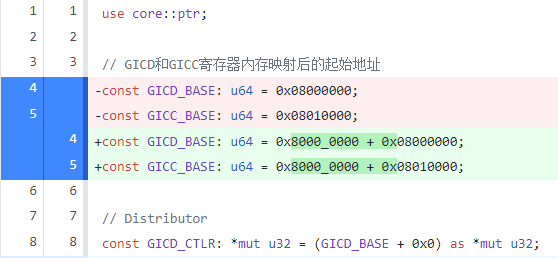 1 1 use core::ptr;
2 2
3 3 // GICD和GICC寄存器内存映射后的起始地址
4 -const GICD_BASE: u64 = 0x08000000;
5 -const GICC_BASE: u64 = 0x08010000;
4 +const GICD_BASE: u64 = 0x8000_0000 + 0x08000000;
5 +const GICC_BASE: u64 = 0x8000_0000 + 0x08010000;
6 6
7 7 // Distributor
8 8 const GICD_CTLR: *mut u32 = (GICD_BASE + 0x0) as *mut u32;